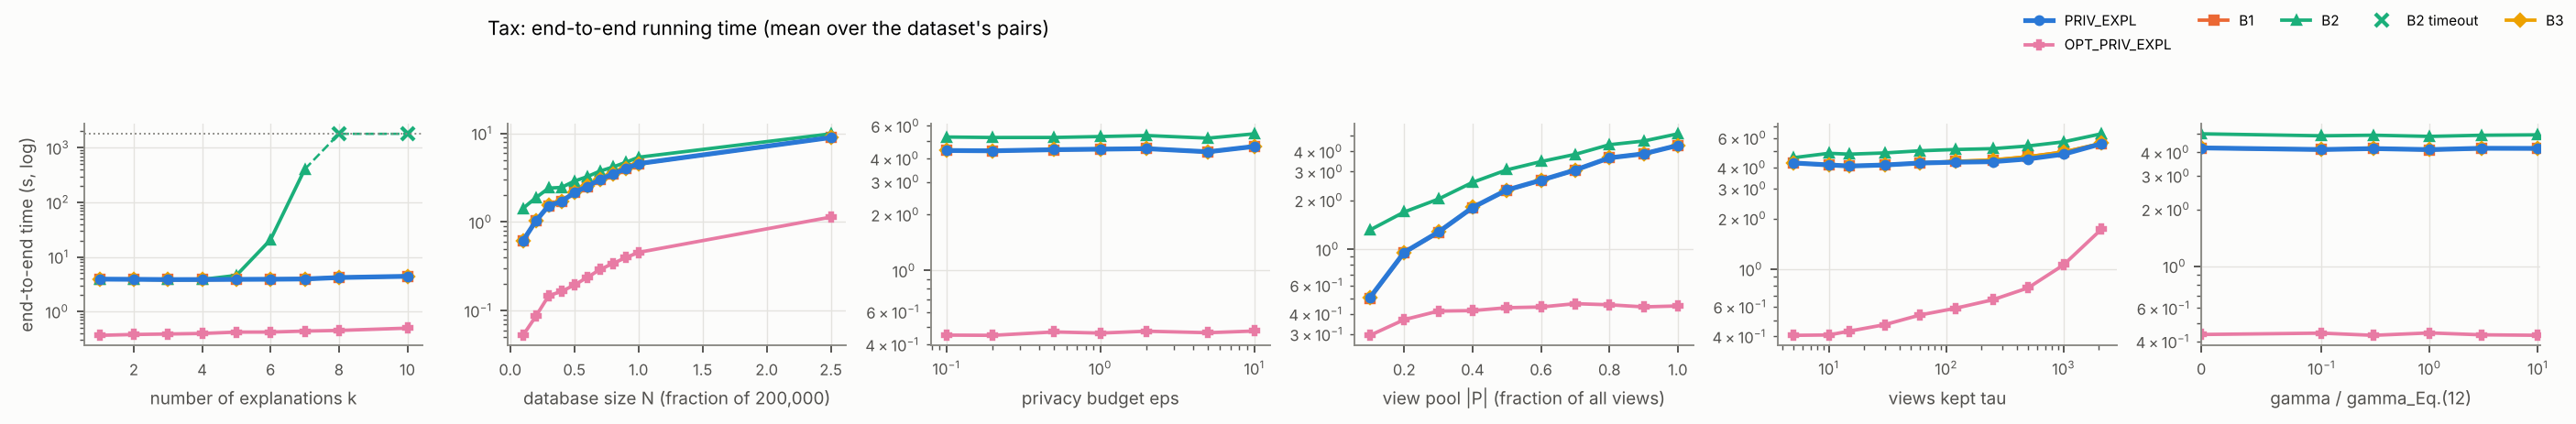 Tax: end-to-end running time (mean over the dataset's pairs)
PRIV_EXPL B1 B2 B2 timeout B3
OPT_PRIV_EXPL
end-to-end time (s, log)
10³
10²
10¹
10⁰
2 4 6 8 10
number of explanations k
10¹
10⁰
10⁻¹
0.0 0.5 1.0 1.5 2.0 2.5
database size N (fraction of 200,000)
6 × 10⁰
4 × 10⁰
3 × 10⁰
2 × 10⁰
10⁰
6 × 10⁻¹
4 × 10⁻¹
10⁻¹ 10⁰ 10¹
privacy budget eps
4 × 10⁰
3 × 10⁰
2 × 10⁰
10⁰
6 × 10⁻¹
4 × 10⁻¹
3 × 10⁻¹
0.2 0.4 0.6 0.8 1.0
view pool |P| (fraction of all views)
6 × 10⁰
4 × 10⁰
3 × 10⁰
2 × 10⁰
10⁰
6 × 10⁻¹
4 × 10⁻¹
10¹ 10² 10³
views kept tau
4 × 10⁰
3 × 10⁰
2 × 10⁰
10⁰
6 × 10⁻¹
4 × 10⁻¹
0 10⁻¹ 10⁰ 10¹
gamma / gamma_Eq.(12)